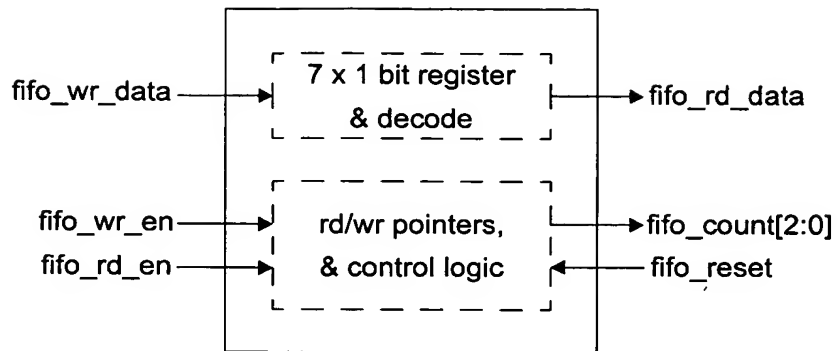 7 x 1 bit register
& decode
fifo_wr_data
fifo_rd_data
fifo_wr_en
fifo_rd_en
rd/wr pointers,
& control logic
fifo_count[2:0]
fifo_reset